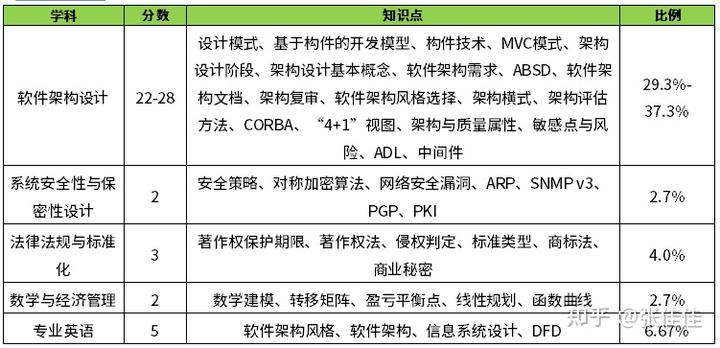 学科 分数 知识点 比例
设计模式、基于构件的开发模型、构件技术、MVC模式、架构
设计阶段、架构设计基本概念、软件架构需求、ABSD、软件架
软件架构设计 22-28 构文档、架构复审、软件架构风格选择、架构模式、架构评估 29.3%-
方法、CORBA、“4+1”视图、架构与质量属性、敏感点与风 37.3%
险、ADL、中间件
系统安全性与保 安全策略、对称加密算法、网络安全漏洞、ARP、SNMP v3、
密性设计 2 PGP、PKI 2.7%
法律法规与标准 著作权保护期限、著作权法、侵权判定、标准类型、商标法、
化 3 商业秘密 4.0%
数学与经济管理 2 数学建模、转移矩阵、盈亏平衡点、线性规划、函数曲线 2.7%
专业英语 5 软件架构风格、软件架构、信息系统设计、DFD 6.67%
知乎 @张佳佳